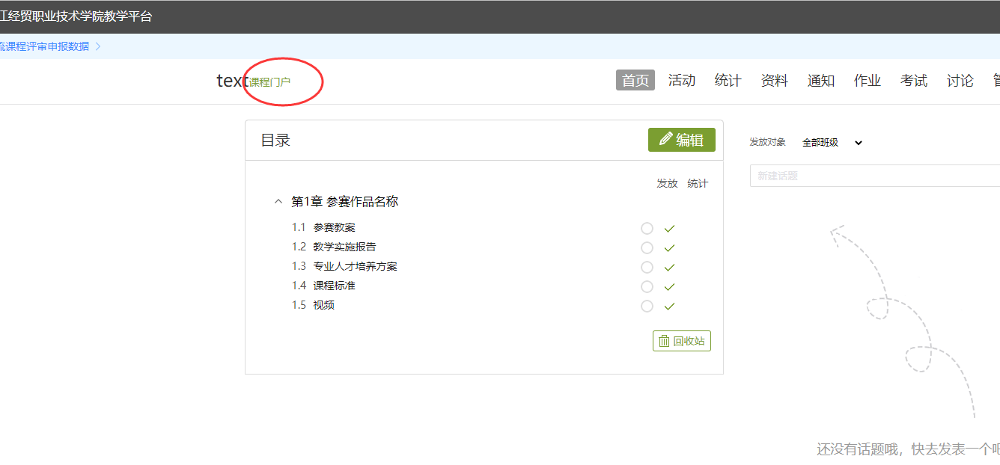 江经贸职业技术学院教学平台
流课程评审申报数据 >
text课程门户
首页 活动 统计 资料 通知 作业 考试 讨论
目录
编辑
发放对象 全部班级
新建话题
发放 统计
第1章 参赛作品名称
1.1 参赛教案
1.2 教学实施报告
1.3 专业人才培养方案
1.4 课程标准
1.5 视频
回收站
还没有话题哦，快去发表一个吧